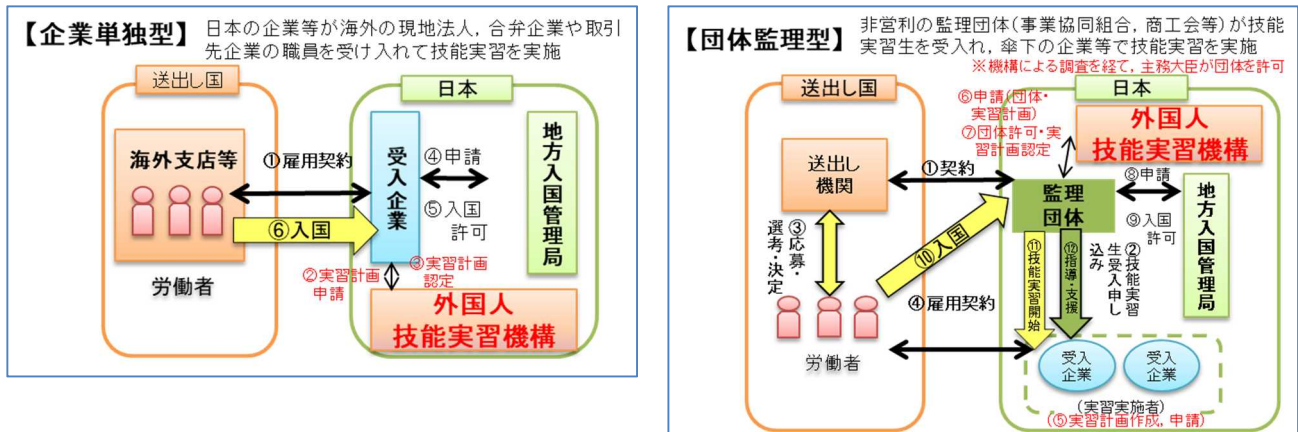 【企業単独型】
日本の企業等が海外の現地法人，合弁企業や取引
先企業の職員を受け入れて技能実習を実施
送出し国
日本
海外支店等
①雇用契約
受入企業
④申請
⑤入国
許可
地方入国管理局
⑥入国
労働者
②実習計画
申請
③実習計画
認定
外国人
技能実習機構
【団体監理型】
非営利の監理団体（事業協同組合，商工会等）が技能
実習生を受入れ，傘下の企業等で技能実習を実施
※機構による調査を経て，主務大臣が団体を許可
送出し国
日本
⑥申請(団体・
実習計画)
⑦団体許可・実
習計画認定
外国人
技能実習機構
送出し
機関
①契約
監理
団体
⑧申請
⑨入国
許可
地方入国管理局
③応募・
選考・決定
⑩入国
⑪技能実習開始
⑫指導・支援
②技能実習
生受入申し
込み
④雇用契約
労働者
受入
企業
受入
企業
(実習実施者)
(⑤実習計画作成，申請)